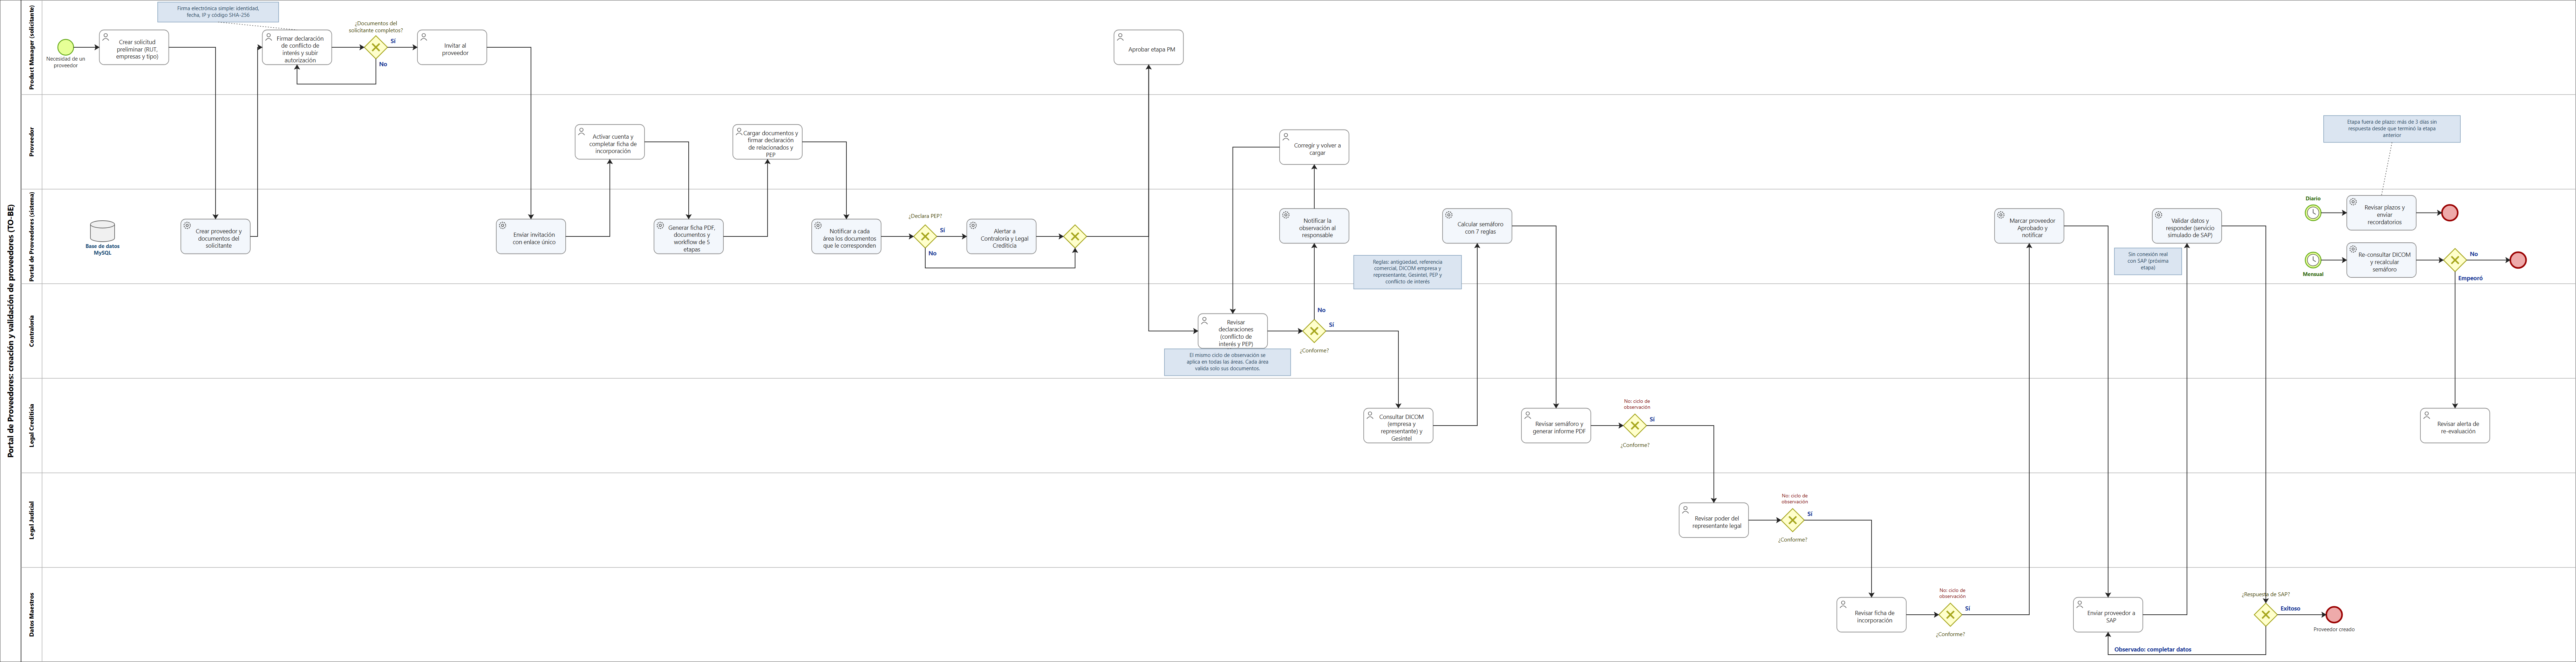 Portal de Proveedores: creación y validación de proveedores (TO-BE)
Product Manager (solicitante)
Firma electrónica simple: identidad,
fecha, IP y código SHA-256
Necesidad de un
proveedor
Crear solicitud
preliminar (RUT,
empresas y tipo)
Firmar declaración
de conflicto de
interés y subir
autorización
¿Documentos del
solicitante completos?
Sí
No
Invitar al
proveedor
Aprobar etapa PM
Proveedor
Activar cuenta y
completar ficha de
incorporación
Cargar documentos y
firmar declaración
de relacionados y
PEP
Corregir y volver a
cargar
Etapa fuera de plazo: más de 3 días sin
respuesta desde que terminó la etapa
anterior
Portal de Proveedores (sistema)
Base de datos
MySQL
Crear proveedor y
documentos del
solicitante
Enviar invitación
con enlace único
Generar ficha PDF,
documentos y
workflow de 5
etapas
Notificar a cada
área los documentos
que le corresponden
¿Declara PEP?
Sí
No
Alertar a
Contraloría y Legal
Crediticia
Notificar la
observación al
responsable
Reglas: antigüedad, referencia
comercial, DICOM empresa y
representante, Gesintel, PEP y
conflicto de interés
Calcular semáforo
con 7 reglas
Marcar proveedor
Aprobado y
notificar
Validar datos y
responder (servicio
simulado de SAP)
Sin conexión real
con SAP (próxima
etapa)
Diario
Revisar plazos y
enviar
recordatorios
Mensual
Re-consultar DICOM
y recalcular
semáforo
No
Empeoró
Contraloría
Revisar
declaraciones
(conflicto de
interés y PEP)
El mismo ciclo de observación se
aplica en todas las áreas. Cada área
valida solo sus documentos.
No
Sí
¿Conforme?
Legal Crediticia
Consultar DICOM
(empresa y
representante) y
Gesintel
Revisar semáforo y
generar informe PDF
No: ciclo de
observación
Sí
¿Conforme?
Revisar alerta de
re-evaluación
Legal Judicial
Revisar poder del
representante legal
No: ciclo de
observación
Sí
¿Conforme?
Datos Maestros
Revisar ficha de
incorporación
No: ciclo de
observación
Sí
¿Conforme?
Enviar proveedor a
SAP
¿Respuesta de SAP?
Exitoso
Observado: completar datos
Proveedor creado